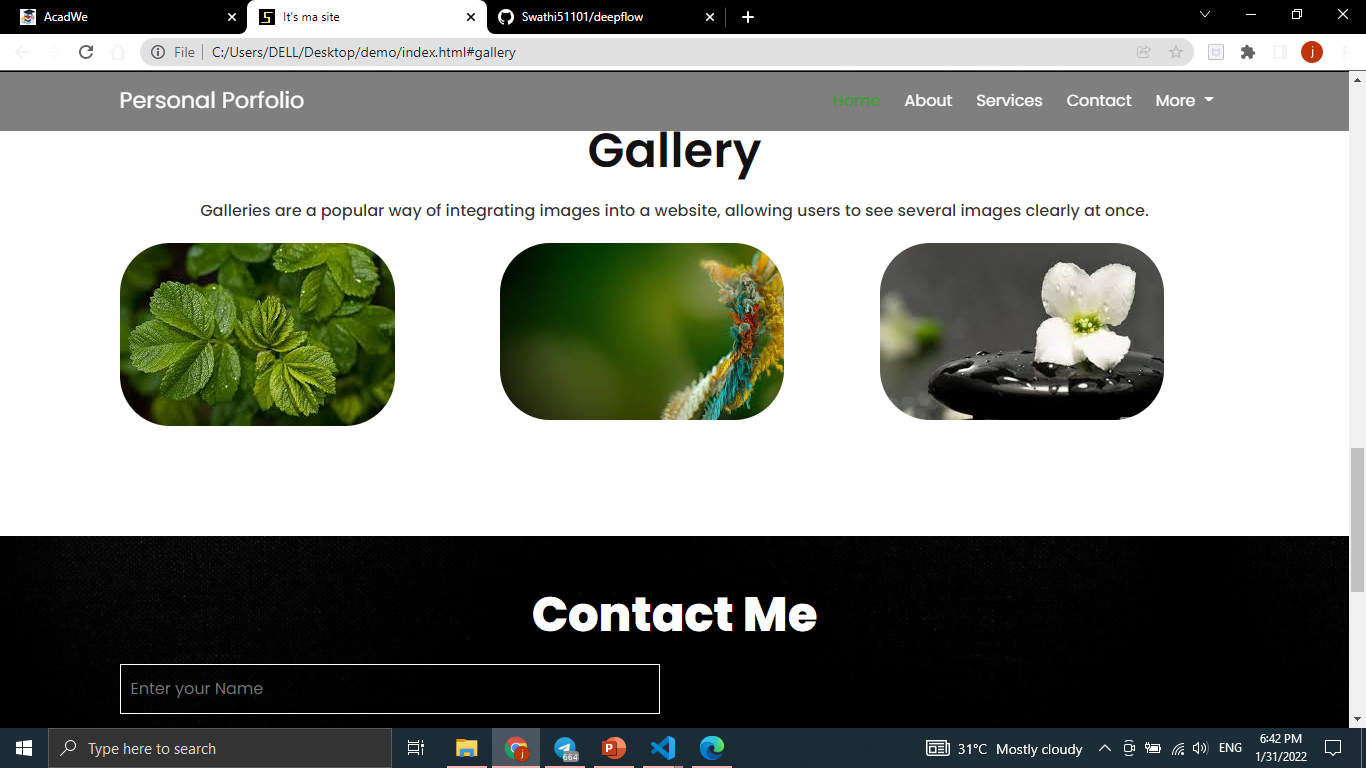 AcadWe
It's ma site
Swathi51101/deepflow
File
C:/Users/DELL/Desktop/demo/index.html#gallery
j
Personal Porfolio
Home
About
Services
Contact
More
Gallery
Galleries are a popular way of integrating images into a website, allowing users to see several images clearly at once.
Contact Me
Enter your Name
Type here to search
j
664
31°C Mostly cloudy
ENG
6:42 PM
1/31/2022